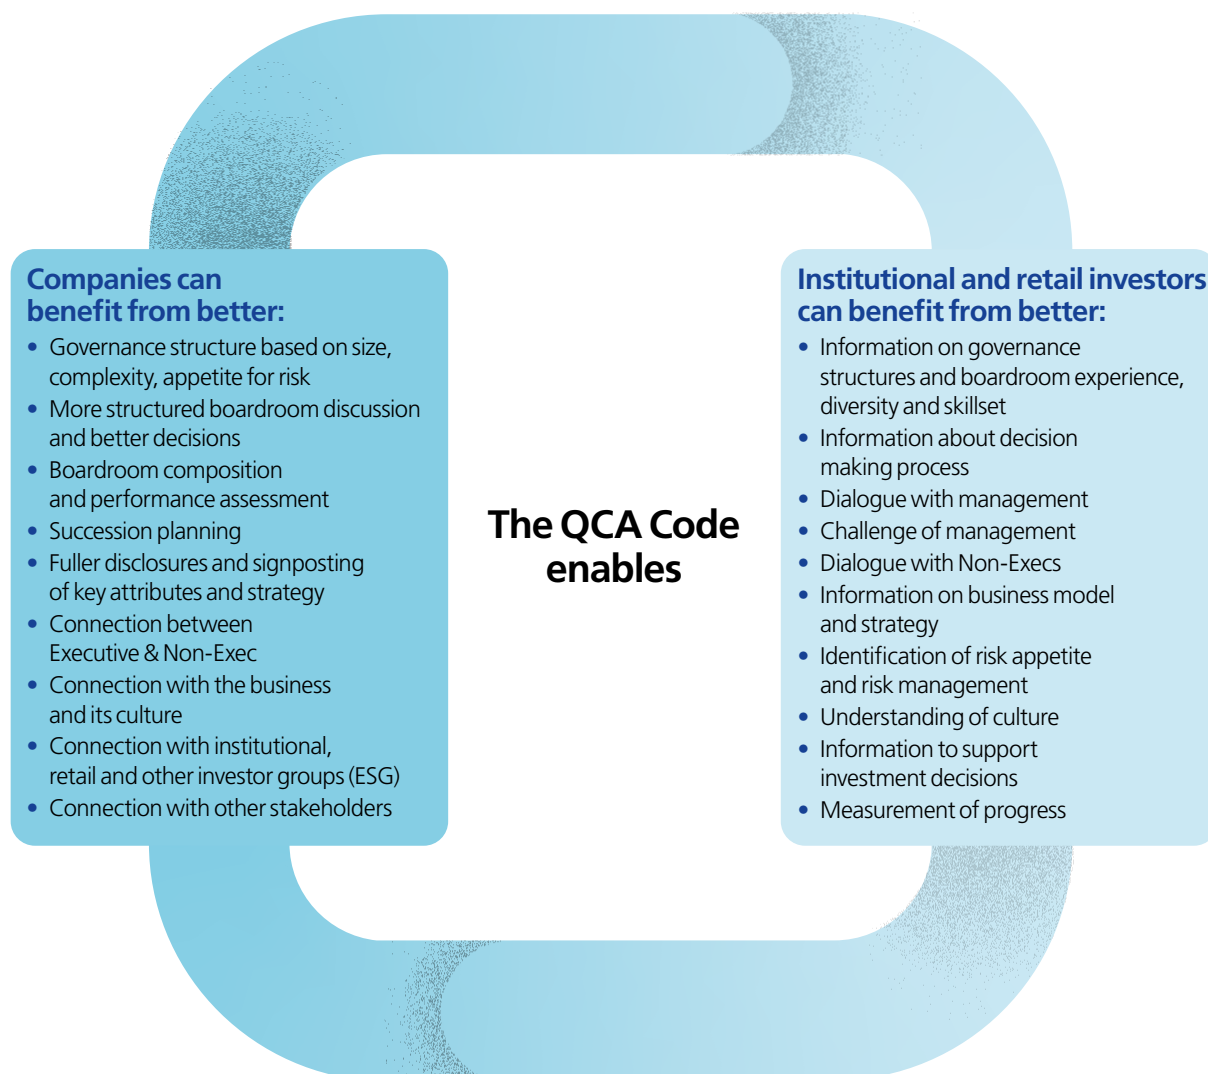 Companies can
benefit from better:
• Governance structure based on size,
complexity, appetite for risk
• More structured boardroom discussion
and better decisions
• Boardroom composition
and performance assessment
• Succession planning
• Fuller disclosures and signposting
of key attributes and strategy
• Connection between
Executive & Non-Exec
• Connection with the business
and its culture
• Connection with institutional,
retail and other investor groups (ESG)
• Connection with other stakeholders
The QCA Code
enables
Institutional and retail investors
can benefit from better:
• Information on governance
structures and boardroom experience,
diversity and skillset
• Information about decision
making process
• Dialogue with management
• Challenge of management
• Dialogue with Non-Execs
• Information on business model
and strategy
• Identification of risk appetite
and risk management
• Understanding of culture
• Information to support
investment decisions
• Measurement of progress